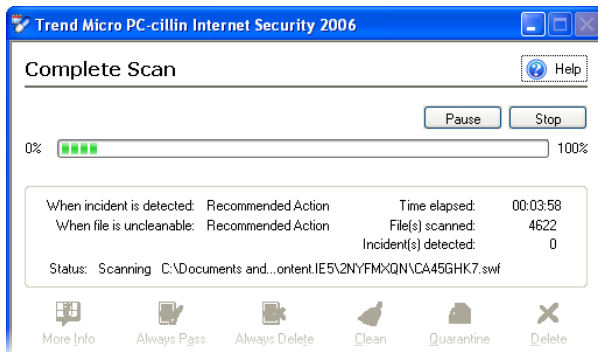 Trend Micro PC-cillin Internet Security 2006
Complete Scan
Help
Pause Stop
0% 100%
When incident is detected: Recommended Action Time elapsed: 00:03:58
When file is uncleanable: Recommended Action File(s) scanned: 4622
Incident(s) detected: 0
Status: Scanning C:\Documents and...ontent.IE5\2NYFMXQN\CA45GHK7.swf
More Info Always Pass Always Delete Clean Quarantine Delete